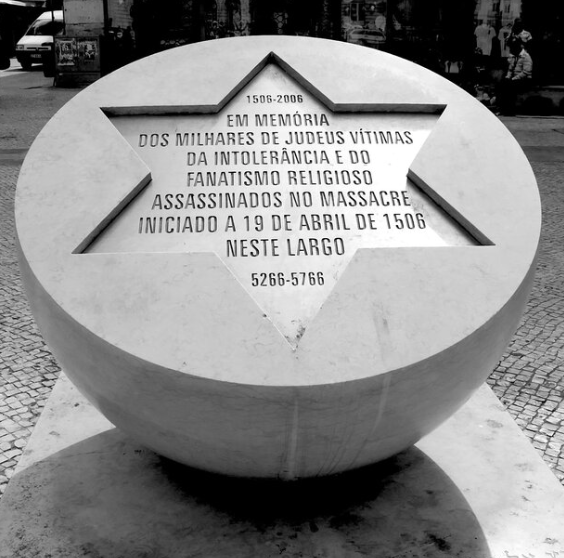 1506-2006
EM MEMÓRIA
DOS MILHARES DE JUDEUS VÍTIMAS
DA INTOLERÂNCIA E DO
FANATISMO RELIGIOSO
ASSASSINADOS NO MASSACRE
INICIADO A 19 DE ABRIL DE 1506
NESTE LARGO
5266-5766